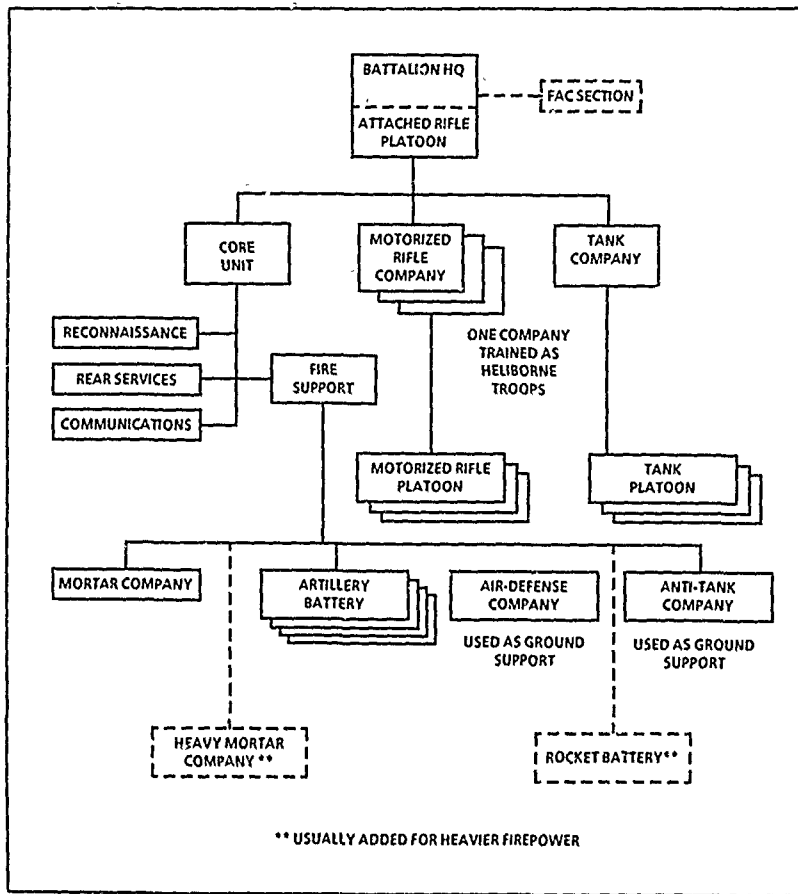 BATTALION HQ
ATTACHED RIFLE
PLATOON
FAC SECTION
CORE
UNIT
MOTORIZED
RIFLE
COMPANY
TANK
COMPANY
RECONNAISSANCE
REAR SERVICES
COMMUNICATIONS
FIRE
SUPPORT
ONE COMPANY
TRAINED AS
HELIBORNE
TROOPS
MOTORIZED RIFLE
PLATOON
TANK
PLATOON
MORTAR COMPANY
ARTILLERY
BATTERY
AIR-DEFENSE
COMPANY
USED AS GROUND
SUPPORT
ANTI-TANK
COMPANY
USED AS GROUND
SUPPORT
HEAVY MORTAR
COMPANY **
ROCKET BATTERY**
** USUALLY ADDED FOR HEAVIER FIREPOWER